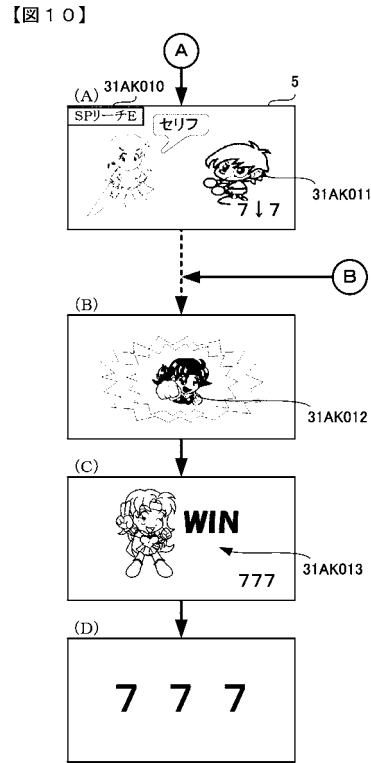 【図１０】
A
(A)
31AK010
5
SPリーチE
セリフ
31AK011
7↓7
B
(B)
31AK012
(C)
WIN
31AK013
777
(D)
7 7 7